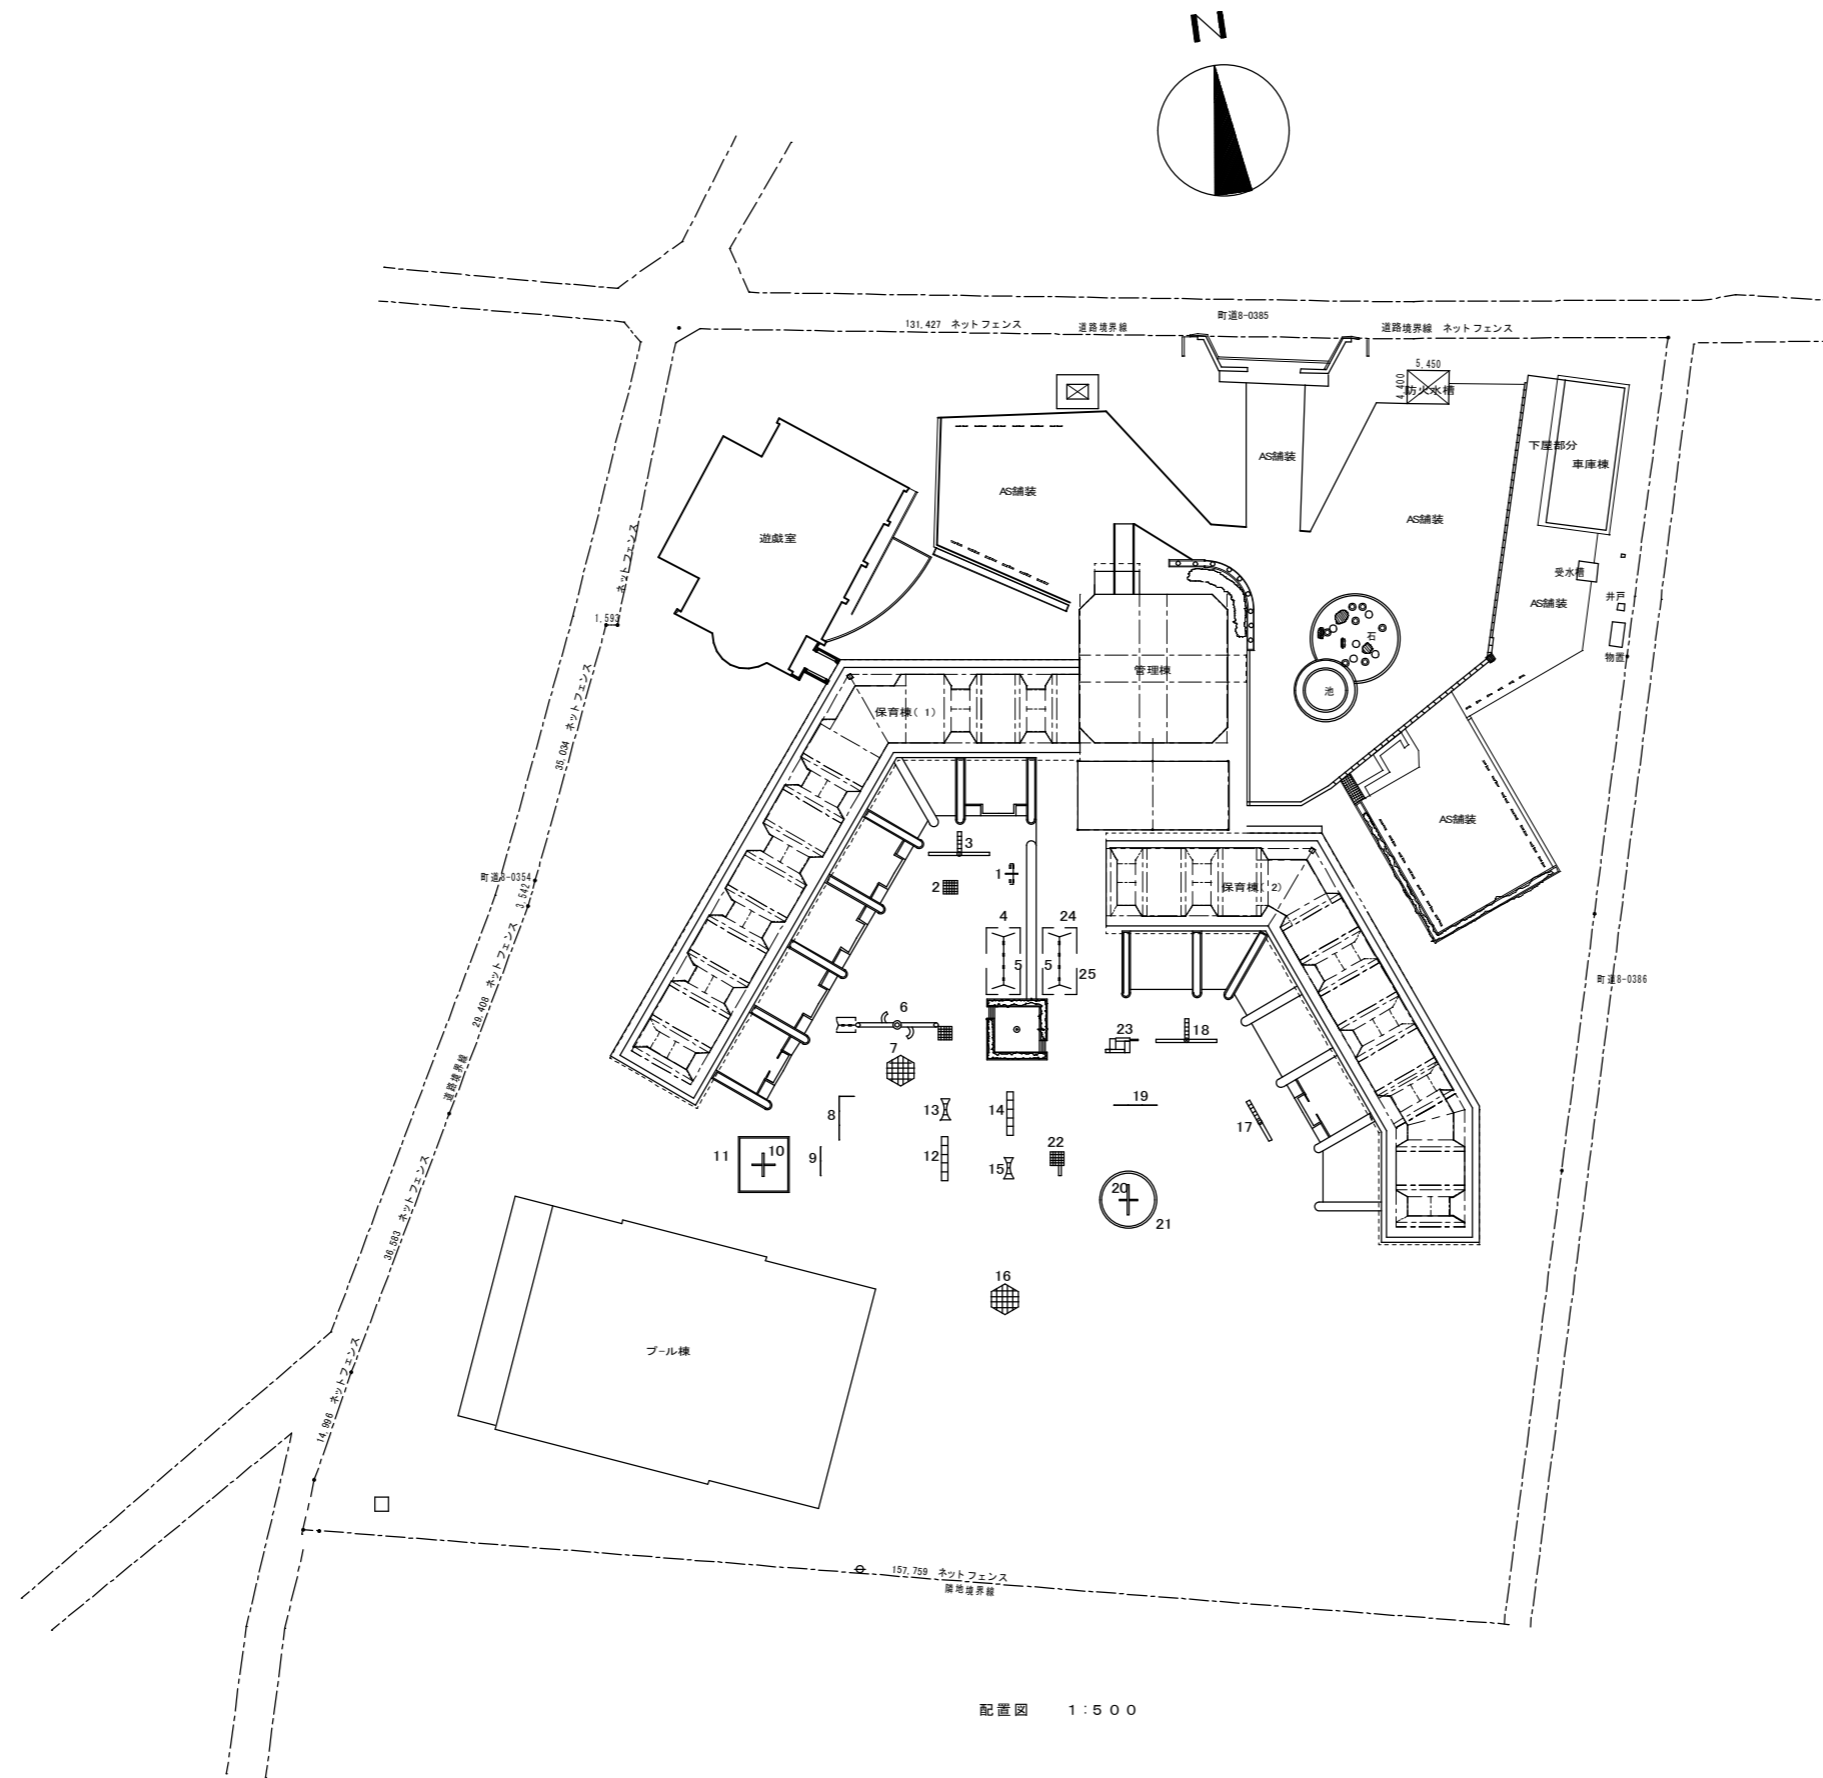 N
町道8-0385
131.427 ネットフェンス
道路境界線
道路境界線 ネットフェンス
5,450
4,400
防火水槽
下屋部分
車庫棟
AS舗装
AS舗装
AS舗装
遊戯室
ネットフェンス
受水槽
AS舗装
井戸
1.593
石
物置
管理棟
池
35.034 ネットフェンス
保育棟( 1)
AS舗装
3
1
2
町道8-0354
3.542
保育棟( 2)
4
24
5
5
25
町道8-0386
29.408 ネットフェンス
6
23
18
7
道路境界線
8
13
14
19
17
11
10
9
12
15
22
20
21
36.583 ネットフェンス
16
プ-ル棟
14.996 ネットフェンス
157.759 ネットフェンス
隣地境界線
配置図 1:500